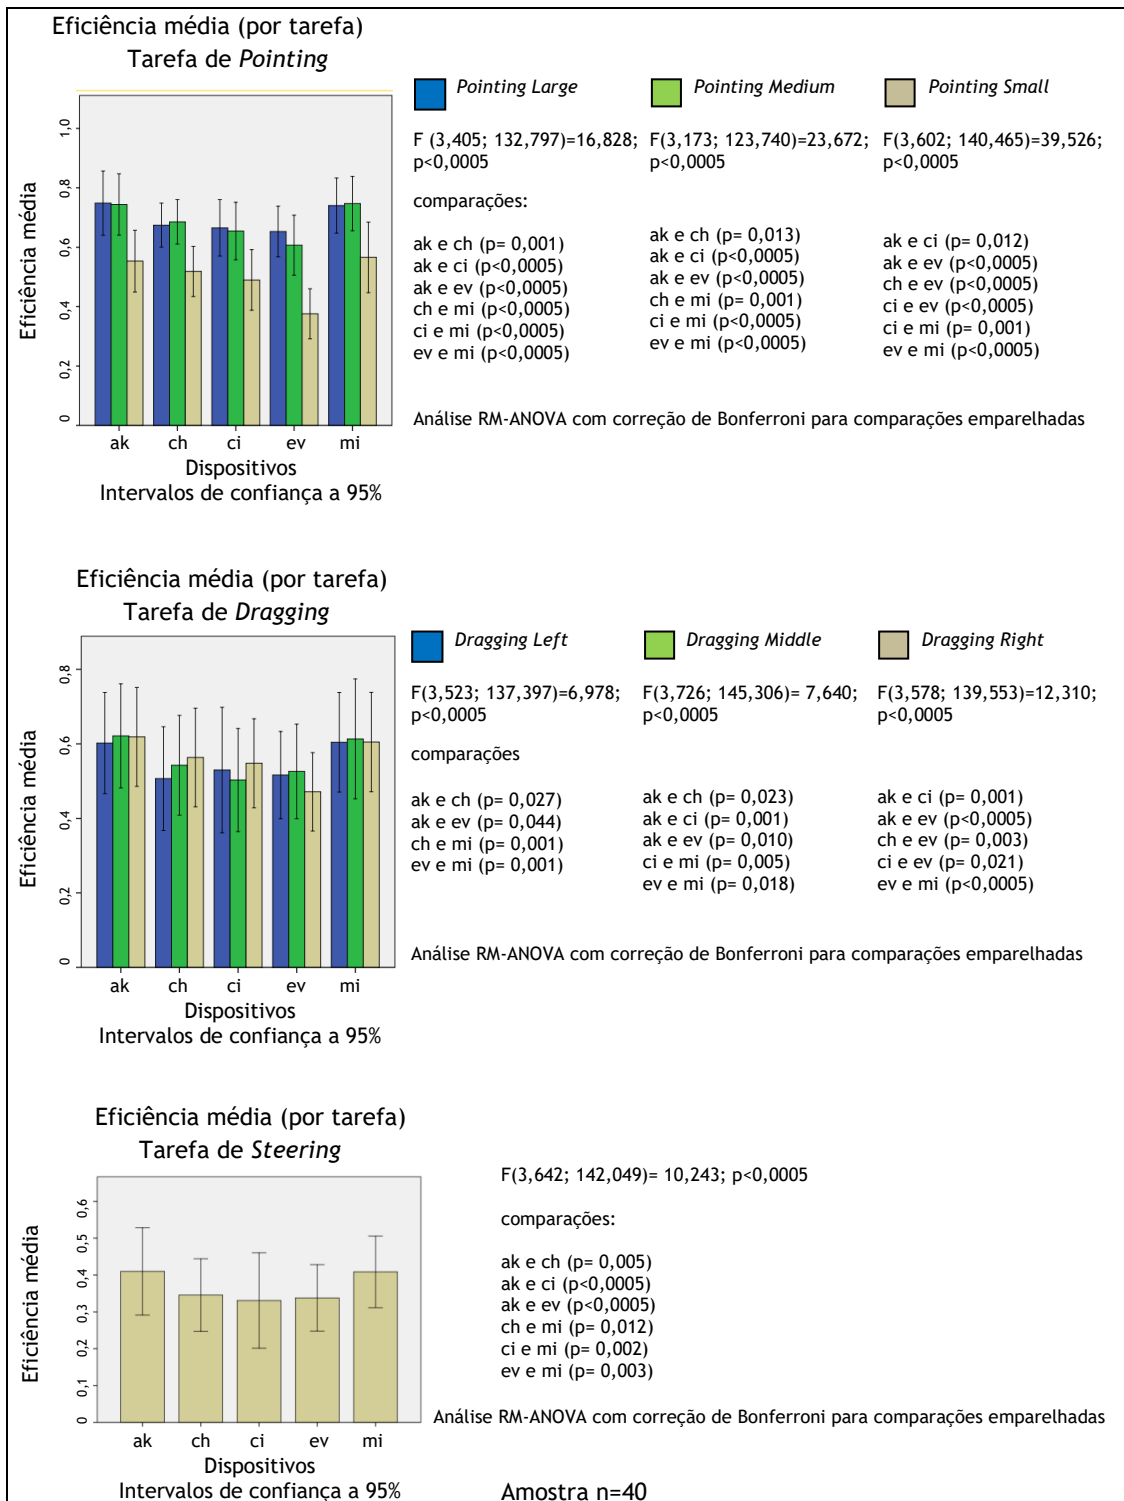 Eficiência média (por tarefa)
Tarefa de Pointing
Eficiência média
1,0
0,8
0,6
0,4
0,2
0
ak ch ci ev mi
Dispositivos
Intervalos de confiança a 95%
Pointing Large Pointing Medium Pointing Small
F (3,405; 132,797)=16,828; F(3,173; 123,740)=23,672; F(3,602; 140,465)=39,526;
p<0,0005 p<0,0005 p<0,0005
comparações:
ak e ch (p= 0,001)
ak e ci (p<0,0005)
ak e ev (p<0,0005)
ch e mi (p<0,0005)
ci e mi (p<0,0005)
ev e mi (p<0,0005)
ak e ch (p= 0,013)
ak e ci (p<0,0005)
ak e ev (p<0,0005)
ch e mi (p= 0,001)
ci e mi (p<0,0005)
ev e mi (p<0,0005)
ak e ci (p= 0,012)
ak e ev (p<0,0005)
ch e ev (p<0,0005)
ci e ev (p<0,0005)
ci e mi (p= 0,001)
ev e mi (p<0,0005)
Análise RM-ANOVA com correção de Bonferroni para comparações emparelhadas
Eficiência média (por tarefa)
Tarefa de Dragging
Eficiência média
0,8
0,6
0,4
0,2
0
ak ch ci ev mi
Dispositivos
Intervalos de confiança a 95%
Dragging Left Dragging Middle Dragging Right
F(3,523; 137,397)=6,978; F(3,726; 145,306)= 7,640; F(3,578; 139,553)=12,310;
p<0,0005 p<0,0005 p<0,0005
comparações
ak e ch (p= 0,027)
ak e ev (p= 0,044)
ch e mi (p= 0,001)
ev e mi (p= 0,001)
ak e ch (p= 0,023)
ak e ci (p= 0,001)
ak e ev (p= 0,010)
ci e mi (p= 0,005)
ev e mi (p= 0,018)
ak e ci (p= 0,001)
ak e ev (p<0,0005)
ch e ev (p= 0,003)
ci e ev (p= 0,021)
ev e mi (p<0,0005)
Análise RM-ANOVA com correção de Bonferroni para comparações emparelhadas
Eficiência média (por tarefa)
Tarefa de Steering
Eficiência média
0,6
0,5
0,4
0,3
0,2
0,1
0
ak ch ci ev mi
Dispositivos
Intervalos de confiança a 95%
F(3,642; 142,049)= 10,243; p<0,0005
comparações:
ak e ch (p= 0,005)
ak e ci (p<0,0005)
ak e ev (p<0,0005)
ch e mi (p= 0,012)
ci e mi (p= 0,002)
ev e mi (p= 0,003)
Análise RM-ANOVA com correção de Bonferroni para comparações emparelhadas
Amostra n=40